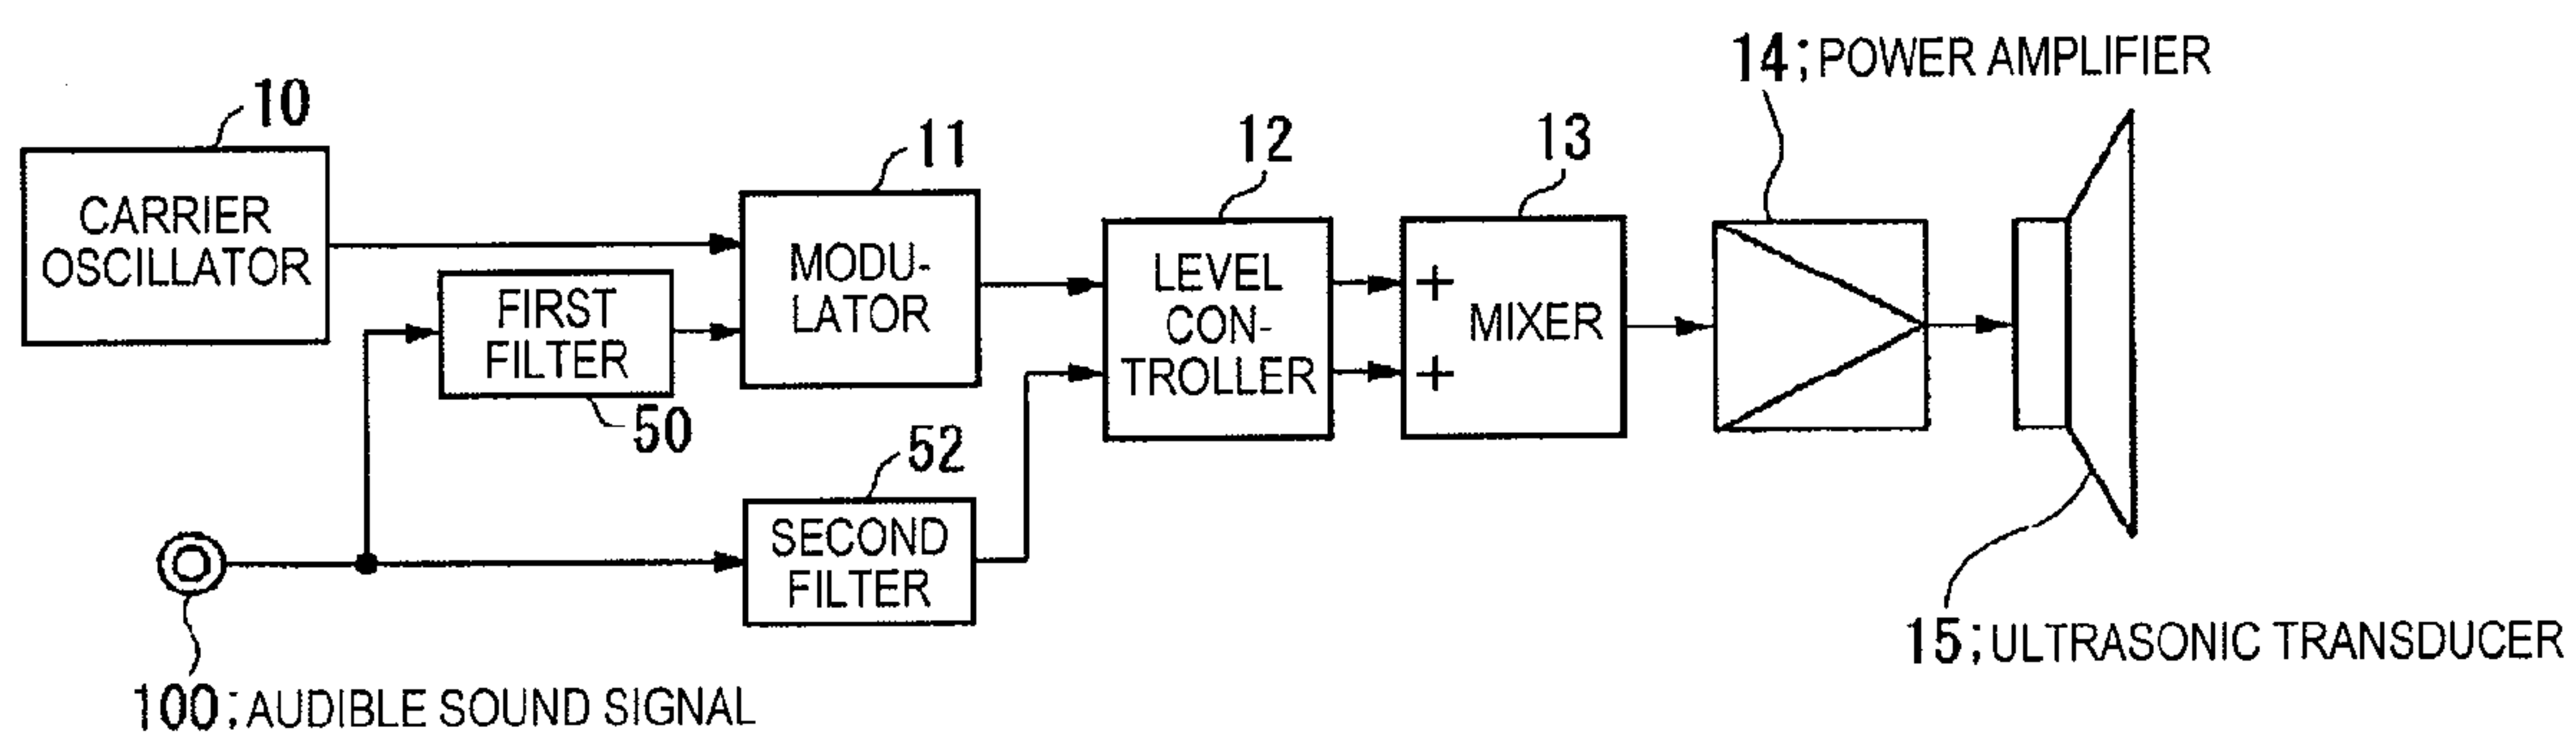 14; POWER AMPLIFIER
10
11
12
13
CARRIER
OSCILLATOR
MODU-
LATOR
LEVEL
CON-
TROLLER
+
+
MIXER
FIRST
FILTER
50
52
SECOND
FILTER
15; ULTRASONIC TRANSDUCER
100; AUDIBLE SOUND SIGNAL